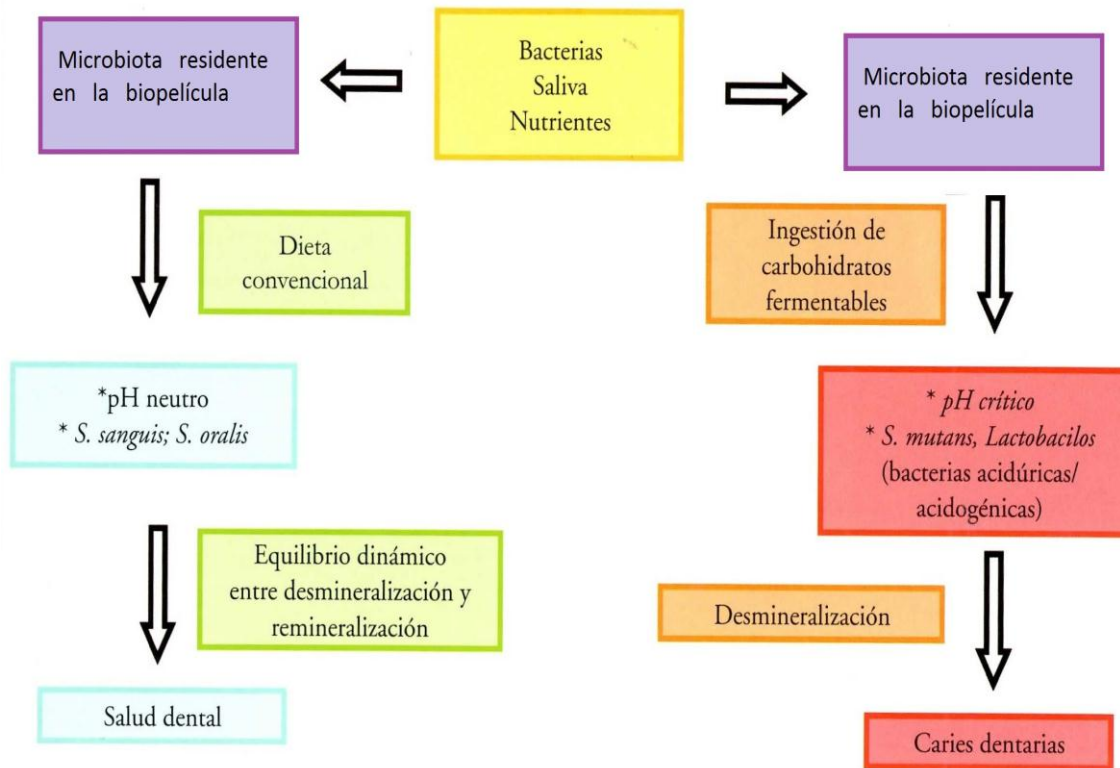 Microbiota residente
en la biopelícula
Bacterias
Saliva
Nutrientes
Microbiota residente
en la biopelícula
Dieta
convencional
Ingestión de
carbohidratos
fermentables
*pH neutro
* S. sanguis; S. oralis
* pH crítico
* S. mutans, Lactobacilos
(bacterias acidúricas/
acidogénicas)
Equilibrio dinámico
entre desmineralización y
remineralización
Desmineralización
Salud dental
Caries dentarias